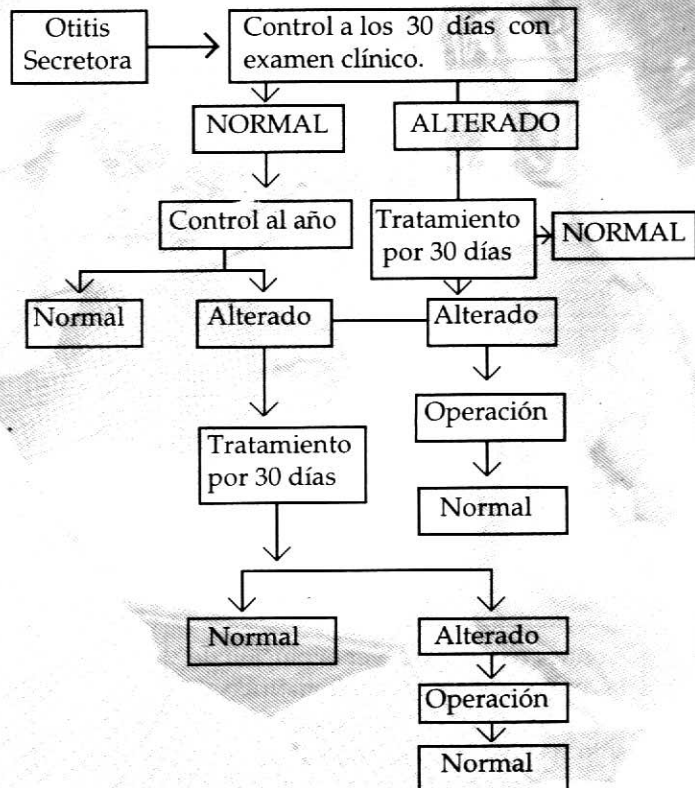 Otitis
Secretora
Control a los 30 días con
examen clínico.
NORMAL
ALTERADO
Control al año
Tratamiento
por 30 días
NORMAL
Normal
Alterado
Alterado
Operación
Tratamiento
por 30 días
Normal
Normal
Alterado
Operación
Normal